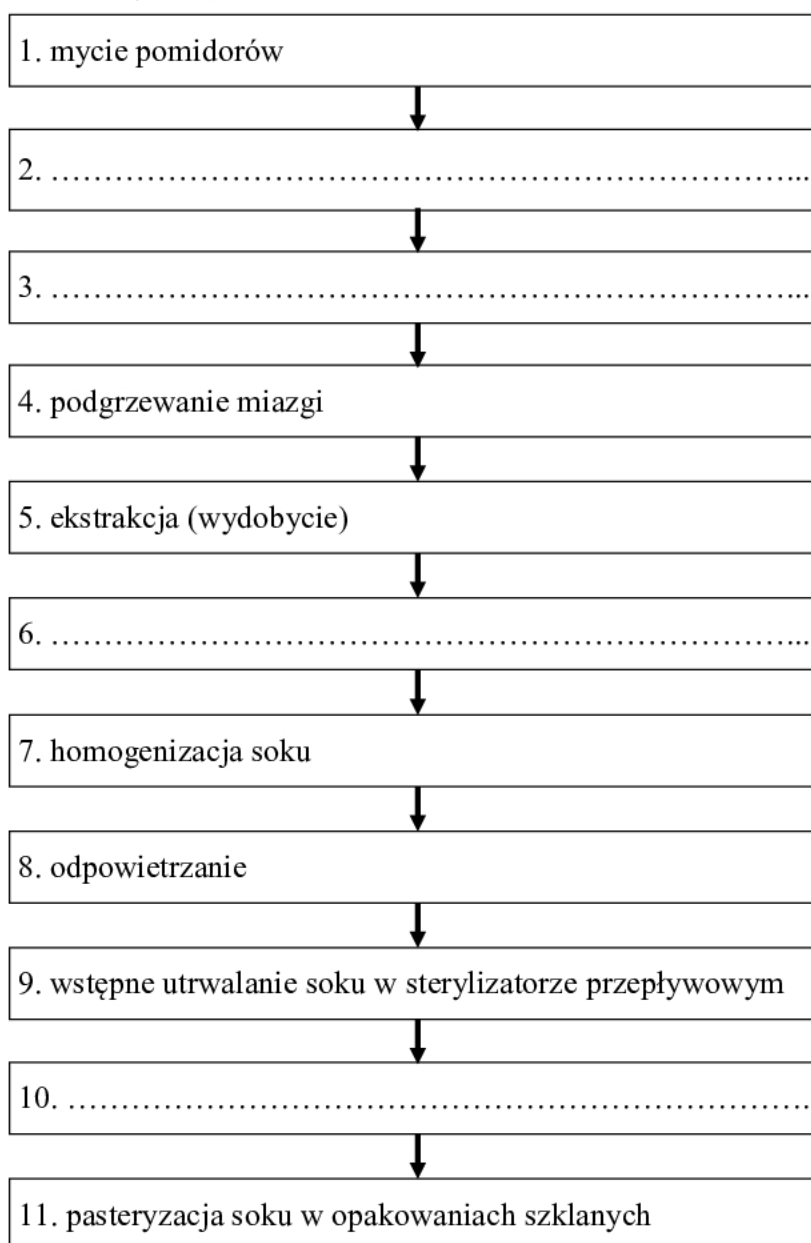 1. mycie pomidorów
2. …………………………………………………………...
3. …………………………………………………………...
4. podgrzewanie miazgi
5. ekstrakcja (wydobycie)
6. …………………………………………………………...
7. homogenizacja soku
8. odpowietrzanie
9. wstępne utrwalanie soku w sterylizatorze przepływowym
10. ………………………………………………………….
11. pasteryzacja soku w opakowaniach szklanych